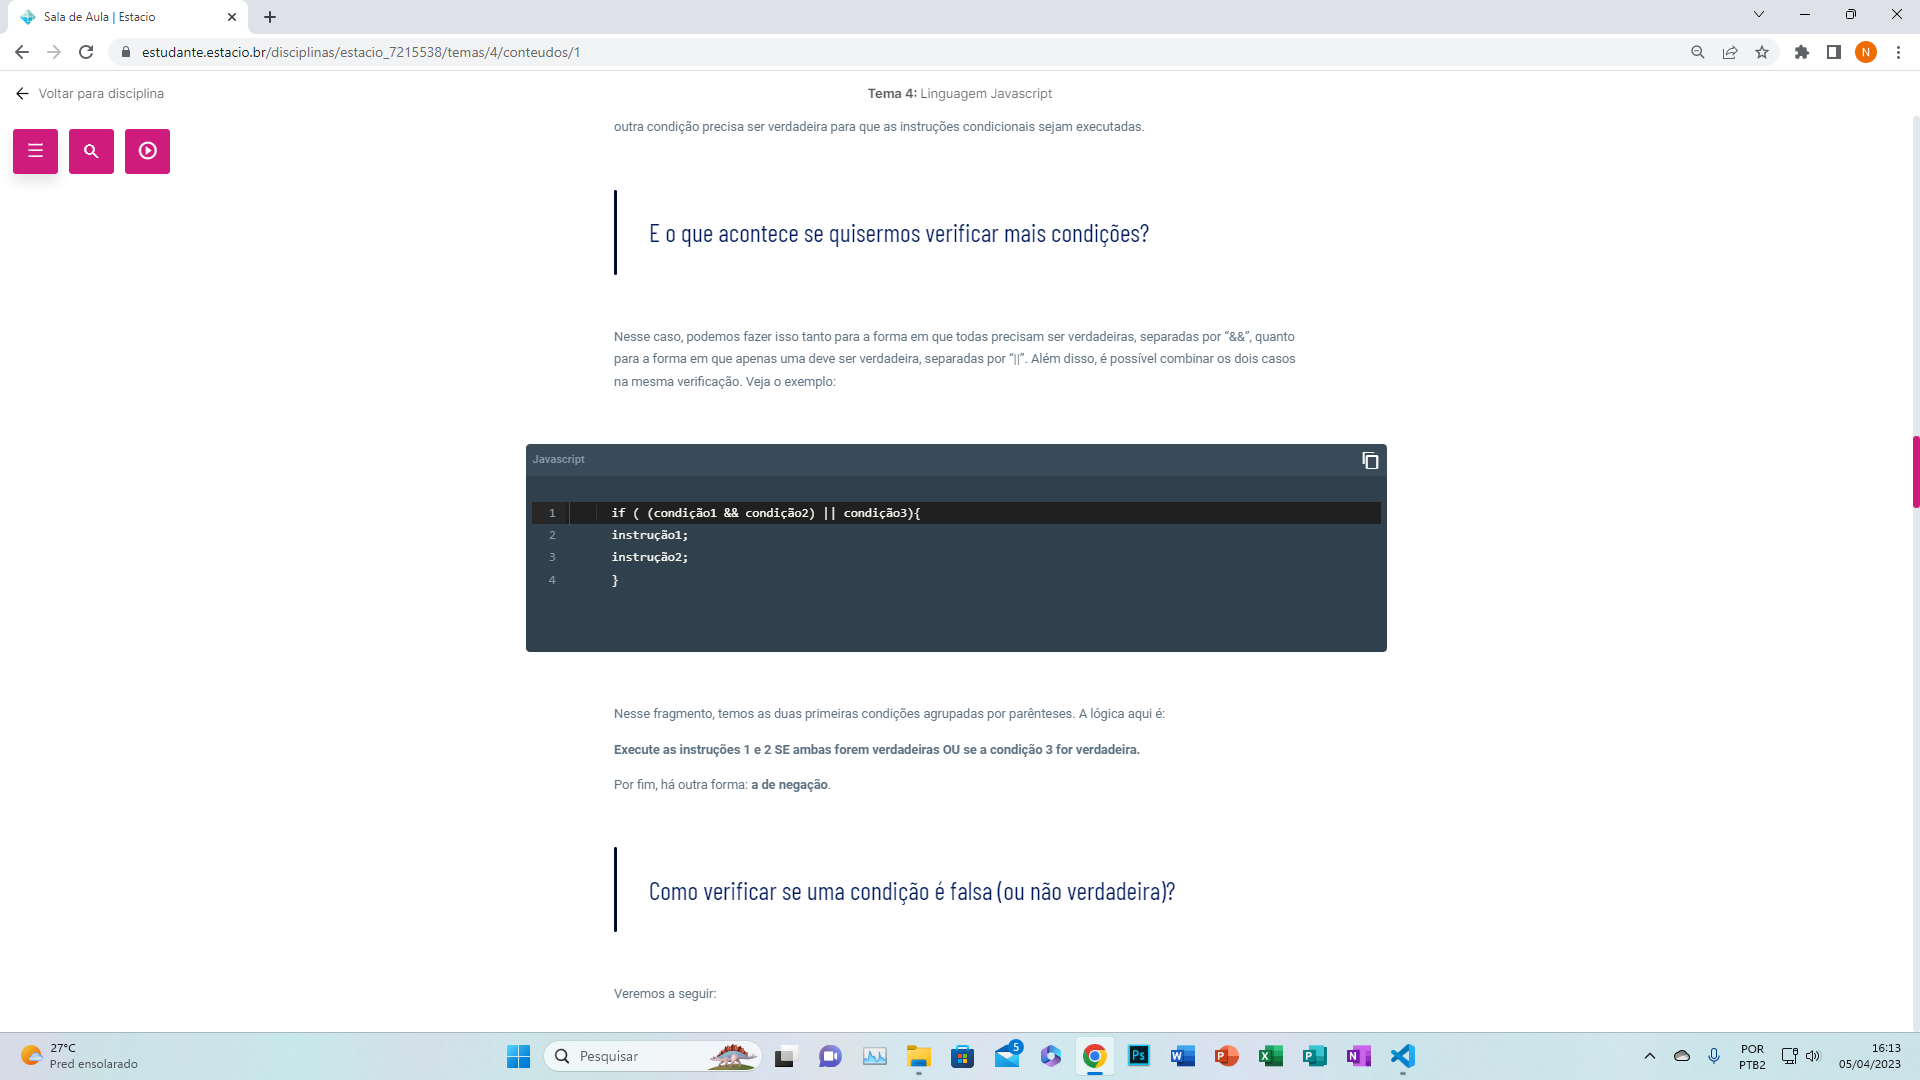 Sala de Aula | Estacio
estudante.estacio.br/disciplinas/estacio_7215538/temas/4/conteudos/1
N
Voltar para disciplina
Tema 4: Linguagem Javascript
outra condição precisa ser verdadeira para que as instruções condicionais sejam executadas.
E o que acontece se quisermos verificar mais condições?
Nesse caso, podemos fazer isso tanto para a forma em que todas precisam ser verdadeiras, separadas por “&&”, quanto
para a forma em que apenas uma deve ser verdadeira, separadas por “||”. Além disso, é possível combinar os dois casos
na mesma verificação. Veja o exemplo:
Javascript
1 if ( (condição1 && condição2) || condição3){
2 instrução1;
3 instrução2;
4 }
Nesse fragmento, temos as duas primeiras condições agrupadas por parênteses. A lógica aqui é:
Execute as instruções 1 e 2 SE ambas forem verdadeiras OU se a condição 3 for verdadeira.
Por fim, há outra forma: a de negação.
Como verificar se uma condição é falsa (ou não verdadeira)?
Veremos a seguir:
27°C
Pred ensolarado
Pesquisar
5
Ps
W
P
X
P
N
POR
PTB2
16:13
05/04/2023